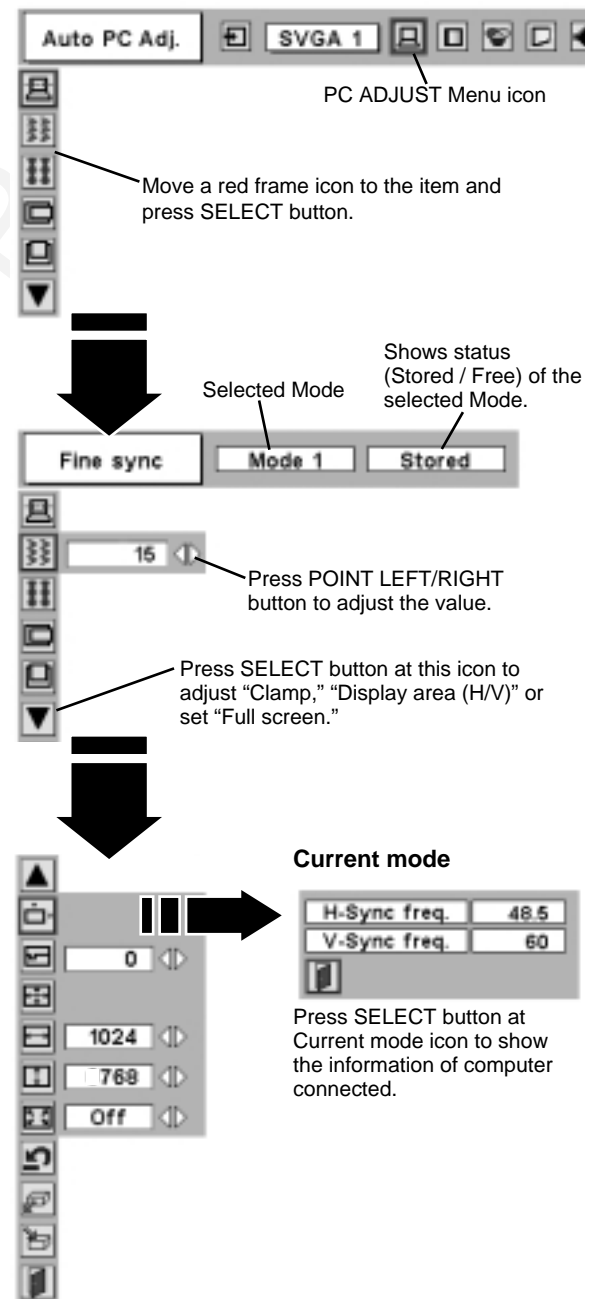 Auto PC Adj.
SVGA 1
PC ADJUST Menu icon
Move a red frame icon to the item and
press SELECT button.
Shows status
(Stored / Free) of the
selected Mode.
Selected Mode
Fine sync
Mode 1
Stored
15
Press POINT LEFT/RIGHT
button to adjust the value.
Press SELECT button at this icon to
adjust “Clamp,” “Display area (H/V)” or
set “Full screen.”
Current mode
H-Sync freq. 48.5
V-Sync freq. 60
0
1024
768
Off
Press SELECT button at
Current mode icon to show
the information of computer
connected.